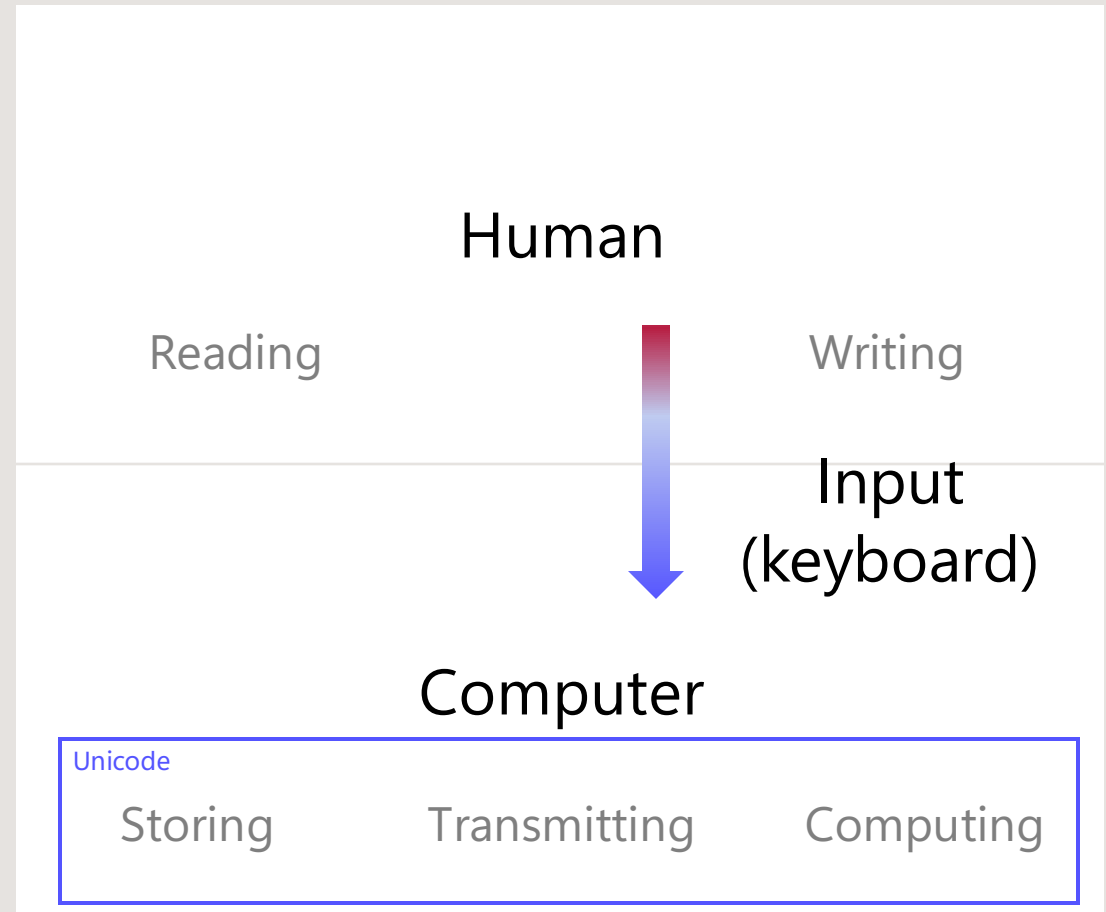 Human
Reading Writing
Input
(keyboard)
Computer
Unicode
Storing Transmitting Computing